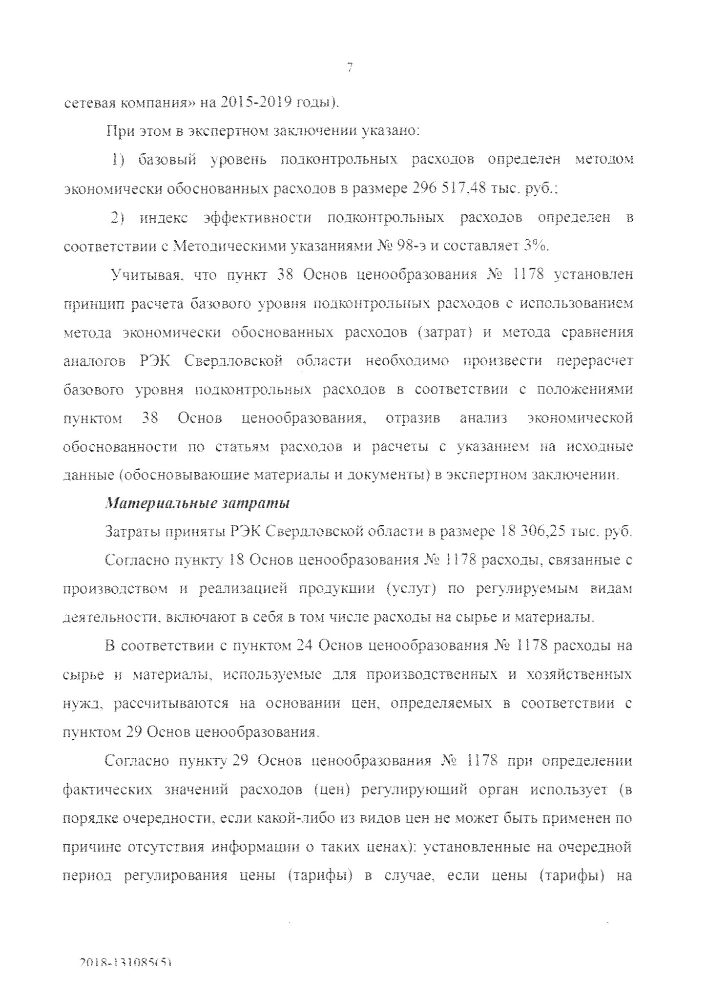 7
сетевая компания» на 2015-2019 годы).
При этом в экспертном заключении указано:
1) базовый уровень подконтрольных расходов определен методом
экономически обоснованных расходов в размере 296 517,48 тыс. руб.;
2) индекс эффективности подконтрольных расходов определен в
соответствии с Методическими указаниями № 98-э и составляет 3%.
Учитывая, что пункт 38 Основ ценообразования № 1178 установлен
принцип расчета базового уровня подконтрольных расходов с использованием
метода экономически обоснованных расходов (затрат) и метода сравнения
аналогов РЭК Свердловской области необходимо произвести перерасчет
базового уровня подконтрольных расходов в соответствии с положениями
пунктом 38 Основ ценообразования, отразив анализ экономической
обоснованности по статьям расходов и расчеты с указанием на исходные
данные (обосновывающие материалы и документы) в экспертном заключении.
Материальные затраты
Затраты приняты РЭК Свердловской области в размере 18 306,25 тыс. руб.
Согласно пункту 18 Основ ценообразования № 1178 расходы, связанные с
производством и реализацией продукции (услуг) по регулируемым видам
деятельности, включают в себя в том числе расходы на сырье и материалы.
В соответствии с пунктом 24 Основ ценообразования № 1178 расходы на
сырье и материалы, используемые для производственных и хозяйственных
нужд, рассчитываются на основании цен, определяемых в соответствии с
пунктом 29 Основ ценообразования.
Согласно пункту 29 Основ ценообразования № 1178 при определении
фактических значений расходов (цен) регулирующий орган использует (в
порядке очередности, если какой-либо из видов цен не может быть применен по
причине отсутствия информации о таких ценах): установленные на очередной
период регулирования цены (тарифы) в случае, если цены (тарифы) на
2018-131085(5)